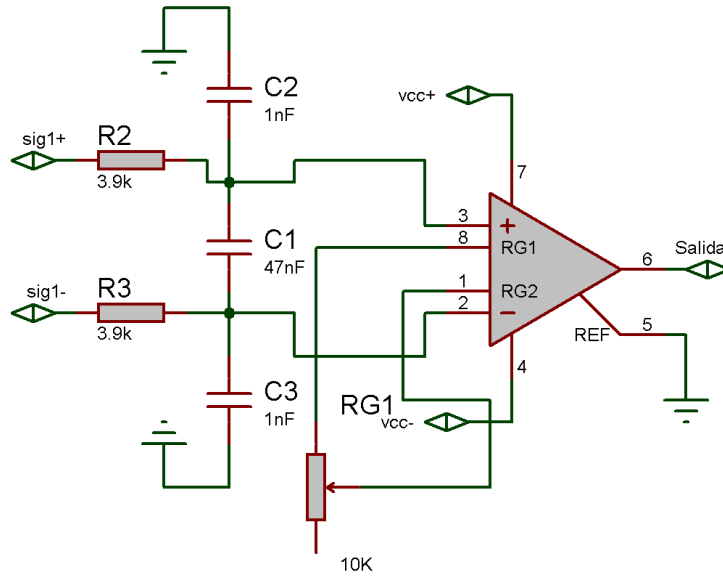 C2
1nF
vcc+
sig1+
R2
3.9k
7
3
+
8
RG1
C1
47nF
6
Salida
1
RG2
2
−
sig1-
R3
3.9k
REF
5
4
C3
1nF
RG1
vcc-
10K